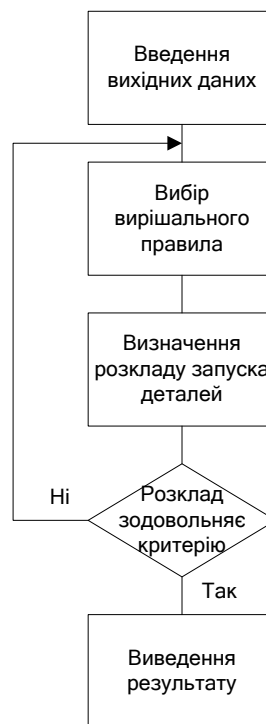 Введення
вихідних даних
Вибір
вирішального
правила
Визначення
розкладу запуска
деталей
Ні
Розклад
зодовольняє
критерію
Так
Виведення
результату